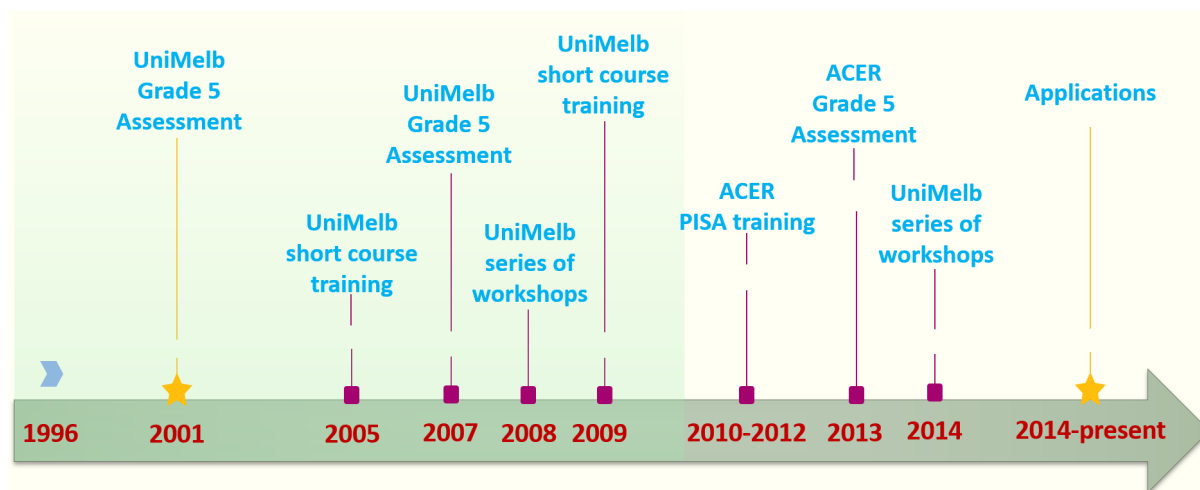 UniMelb
Grade 5
Assessment
UniMelb
short course
training
UniMelb
Grade 5
Assessment
UniMelb
series of
workshops
UniMelb
short course
training
ACER
PISA training
ACER
Grade 5
Assessment
UniMelb
series of
workshops
Applications
1996
2001
2005
2007
2008
2009
2010-2012
2013
2014
2014-present